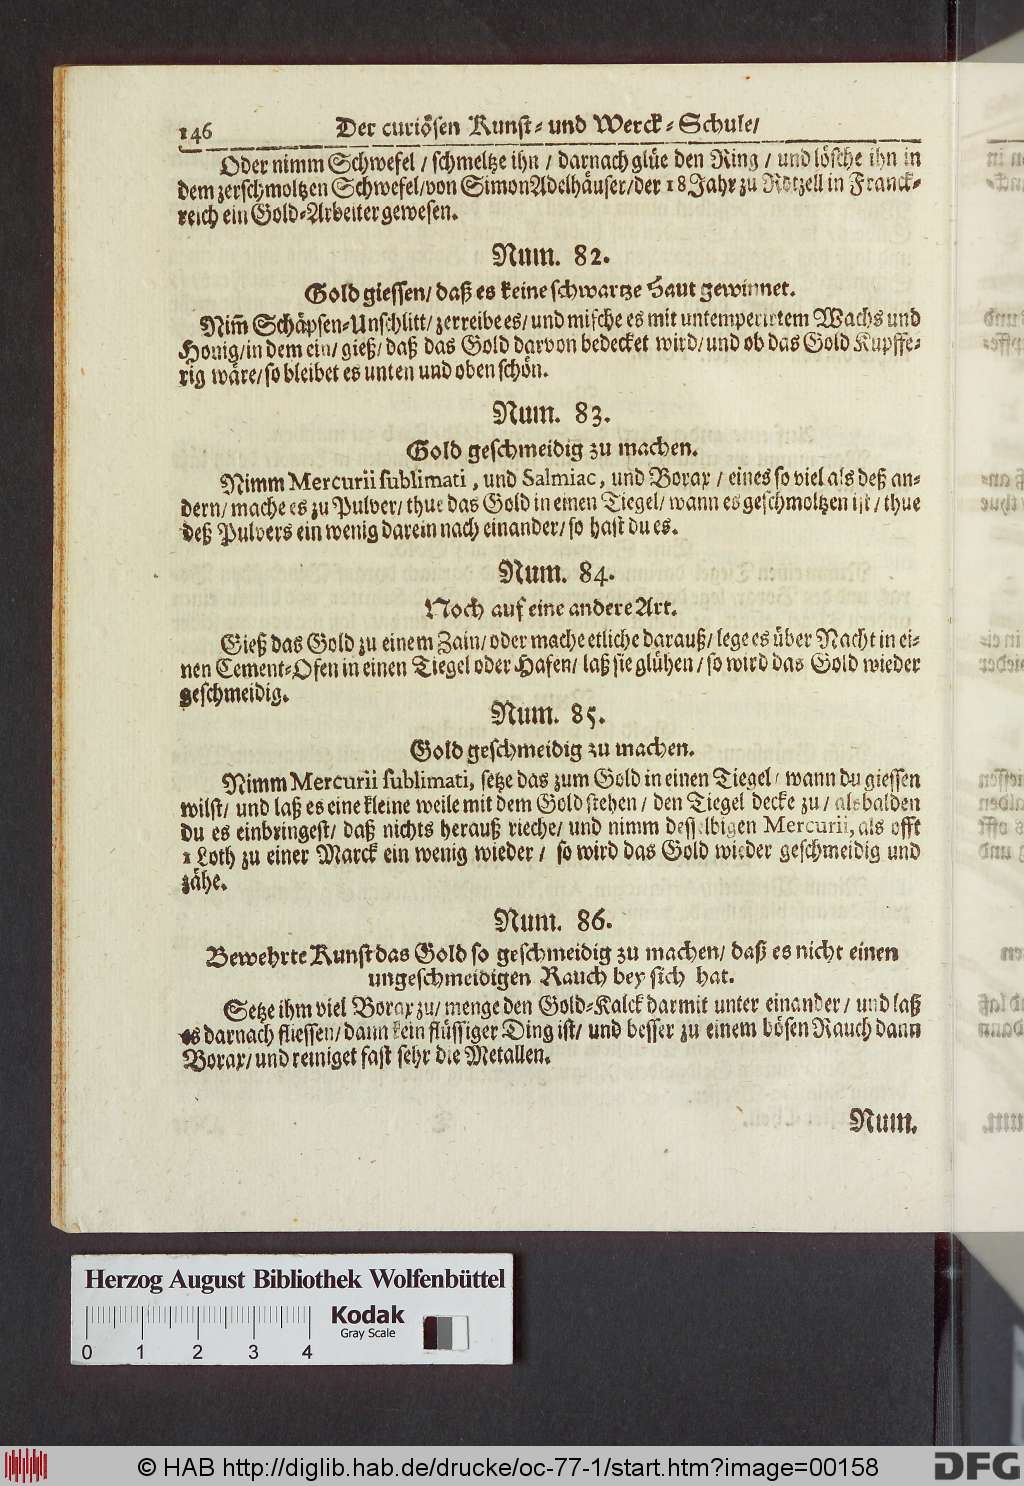 146 Der curiösen Kunst- und Werck-Schule/
Oder nimm Schwefel / schmeltze ihn / darnach glüe den Ring / und lösche ihn in
dem zerschmoltzen Schwefel/von Simon Adelhäuser/der 18 Jahr zu Rotzell in Franck-
reich ein Gold-Arbeiter gewesen.
Num. 82.
Gold giessen/ daß es keine schwartze Haut gewinnet.
Nim̃ Schäpsen-Unschlitt/ zerreibe es/ und mische es mit untemperirtem Wachs und
Honig/in dem ein/ gieß/ daß das Gold darvon bedecket wird/ und ob das Gold Kupffe-
rig wäre/ so bleibet es unten und oben schön.
Num. 83.
Gold geschmeidig zu machen.
Nimm Mercurii sublimati, und Salmiac, und Borax / eines so viel als deß an-
dern/ mache es zu Pulver/ thue das Gold in einen Tiegel/ wann es geschmoltzen ist / thue
deß Pulvers ein wenig darein nach einander/ so hast du es.
Num. 84.
Noch auf eine andere Art.
Gieß das Gold zu einem Zain/ oder mache etliche darauß/ lege es über Nacht in ei-
nen Cement-Ofen in einen Tiegel oder Hafen/ laß sie glühen/ so wird das Gold wieder
geschmeidig.
Num. 85.
Gold geschmeidig zu machen.
Nimm Mercurii sublimati, setze das zum Gold in einen Tiegel/ wann du giessen
wilst/ und laß es eine kleine weile mit dem Gold stehen/ den Tiegel decke zu/ alsbalden
du es einbringest/ daß nichts herauß rieche/ und nimm desselbigen Mercurii, als offt
1 Loth zu einer Marck ein wenig wieder / so wird das Gold wieder geschmeidig und
zähe.
Num. 86.
Bewehrte Kunst das Gold so geschmeidig zu machen/ daß es nicht einen
ungeschmeidigen Rauch bey sich hat.
Setze ihm viel Borax zu/ menge den Gold-Kalck darmit unter einander / und laß
es darnach fliessen/ dann kein flüssiger Ding ist/ und besser zu einem bösen Rauch dann
Borax/ und reiniget fast sehr die Metallen.
Num.
Herzog August Bibliothek Wolfenbüttel
Kodak
Gray Scale
0 1 2 3 4
© HAB http://diglib.hab.de/drucke/oc-77-1/start.htm?image=00158
DFG